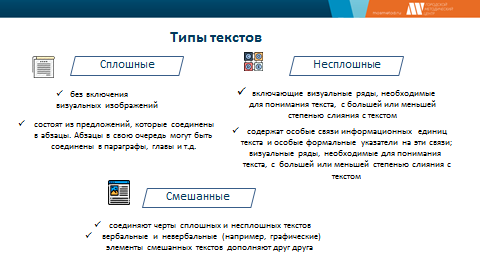 ГОРОДСКОЙ
МЕТОДИЧЕСКИЙ
ЦЕНТР
Типы текстов
Сплошные
без включения
визуальных изображений
состоят из предложений, которые соединены
в абзацы. Абзацы в свою очередь могут быть
соединены в параграфы, главы и т.д.
Несплошные
включающие визуальные ряды, необходимые
для понимания текста, с большей или меньшей
степенью слияния с текстом
содержат особые связи информационных единиц
текста и особые формальные указатели на эти связи;
визуальные ряды, необходимые для понимания
текста, с большей или меньшей степенью слияния с
текстом
Смешанные
соединяют черты сплошных и несплошных текстов
вербальные и невербальные (например, графические)
элементы смешанных текстов дополняют друг друга